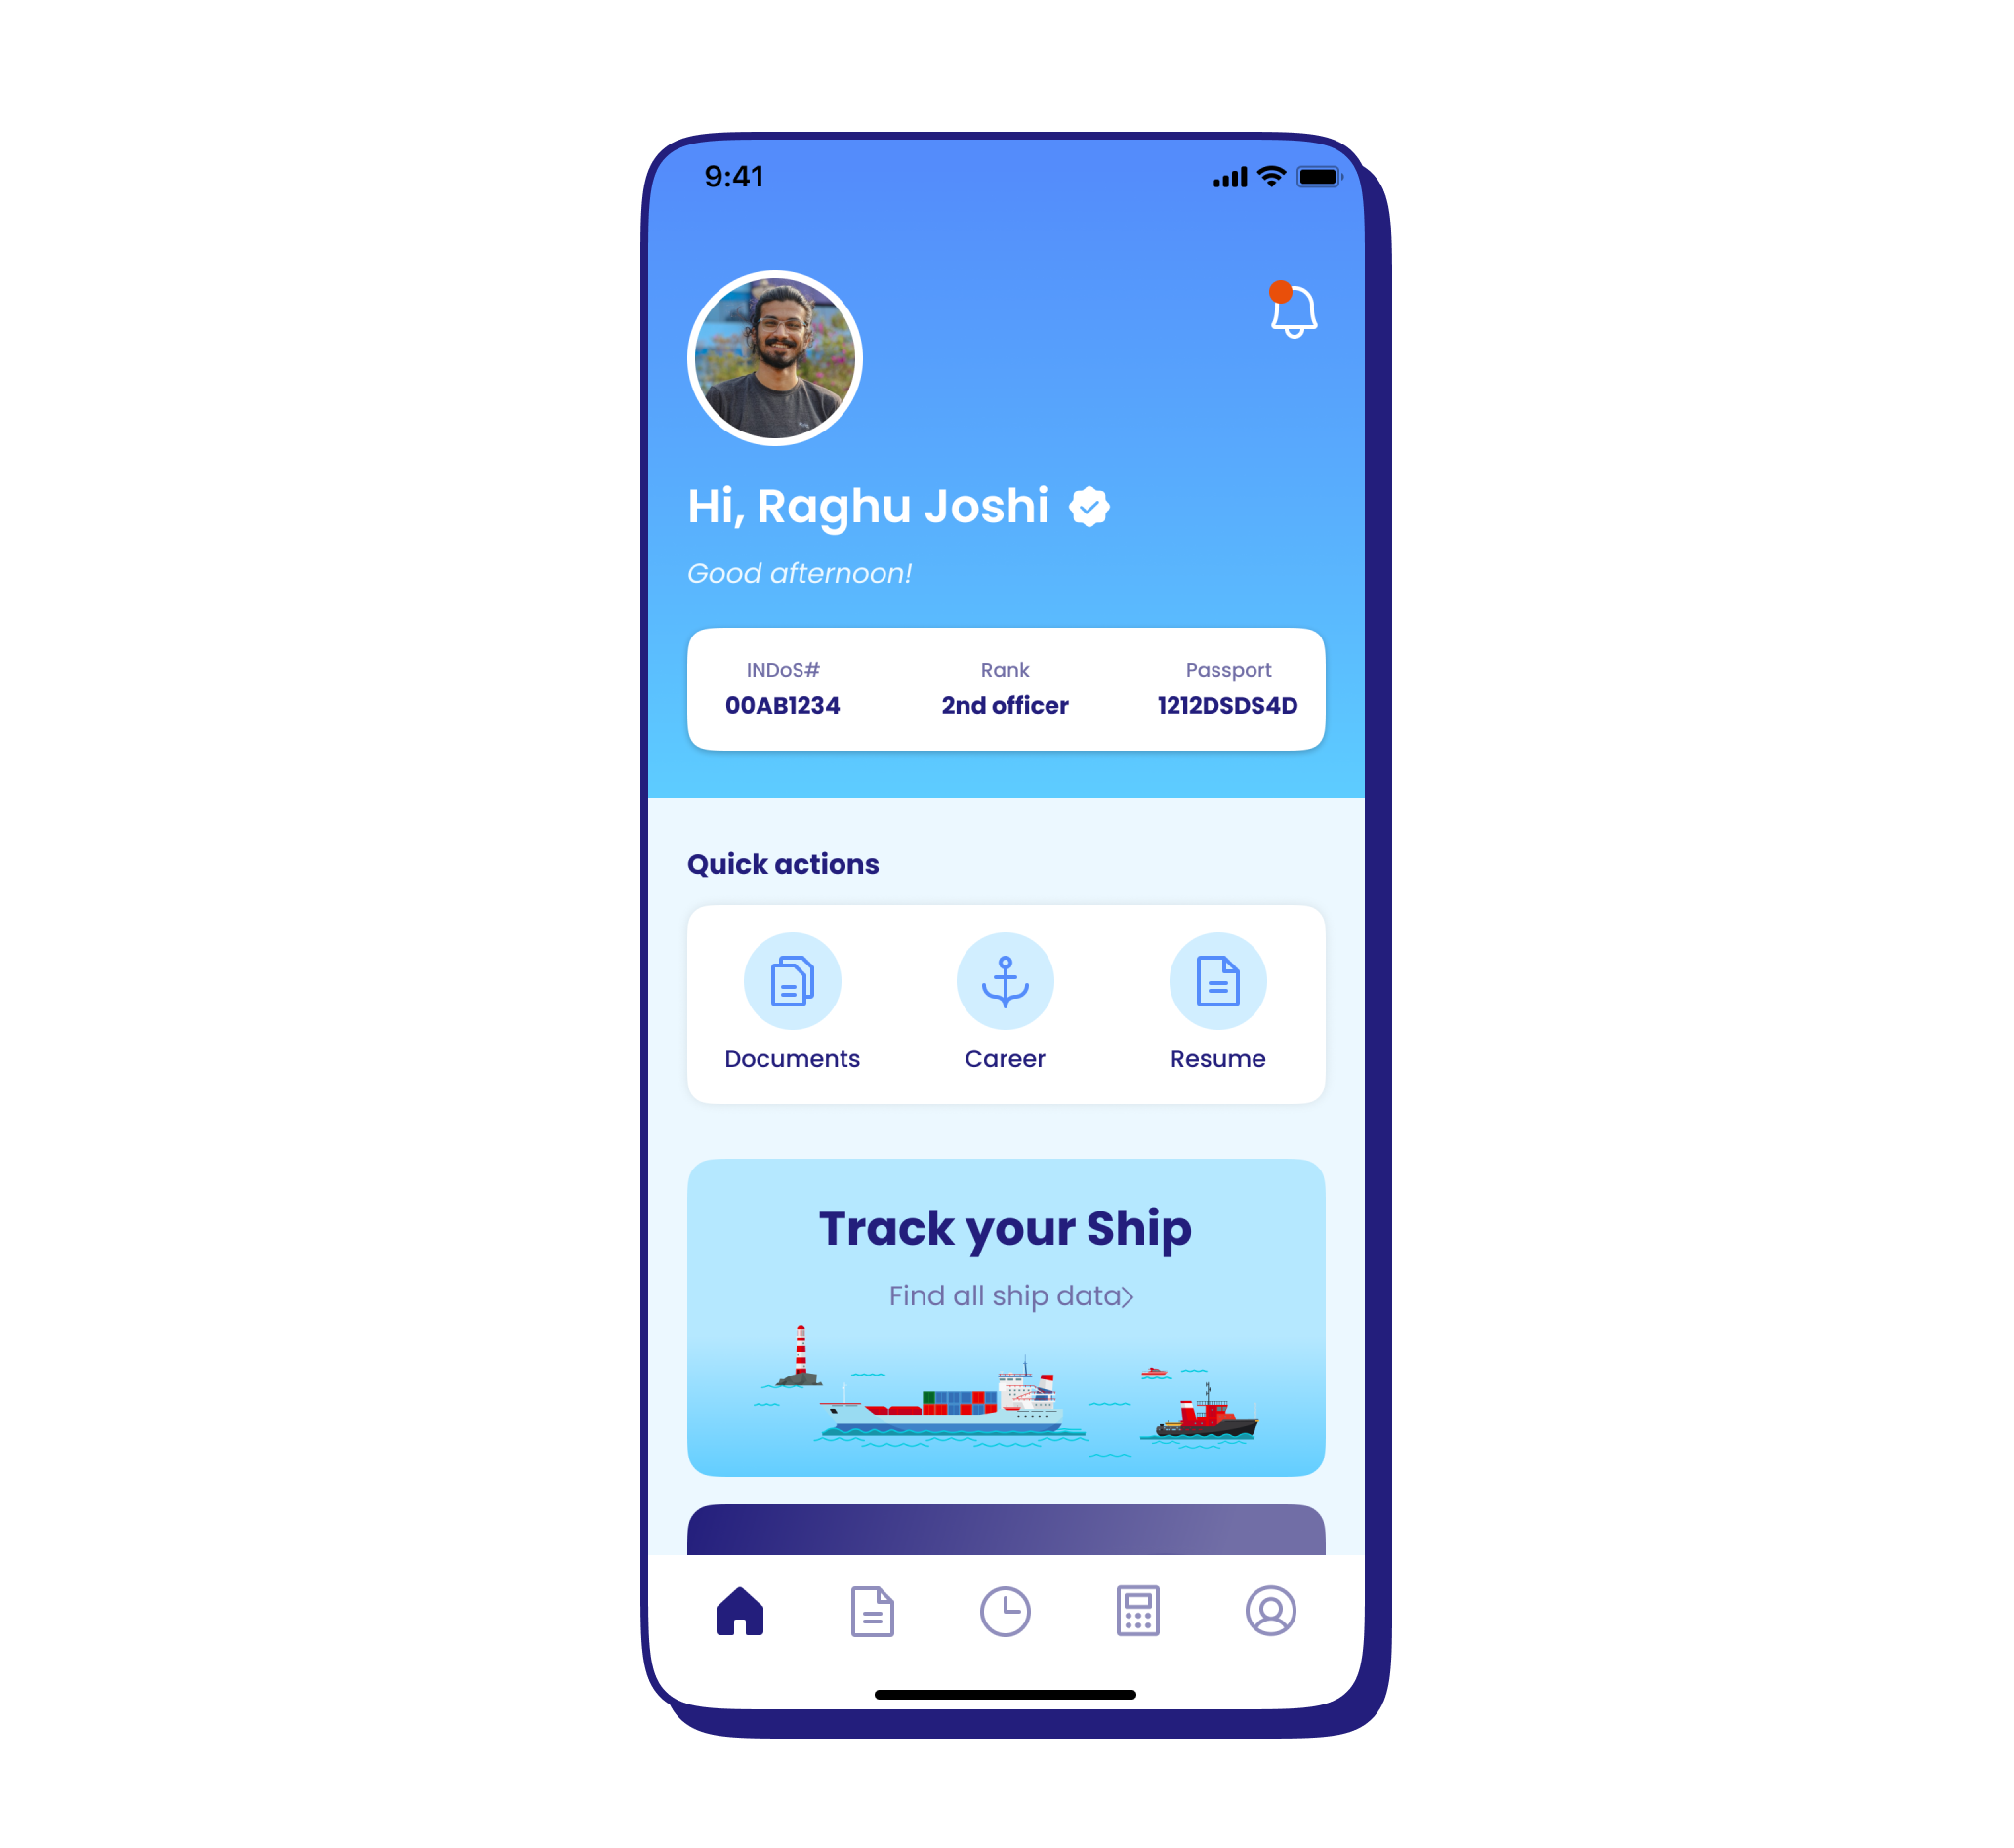 9:41
Hi, Raghu Joshi
Good afternoon!
INDoS# Rank Passport
00AB1234 2nd officer 1212DSDS4D
Quick actions
Documents Career Resume
Track your Ship
Find all ship data>